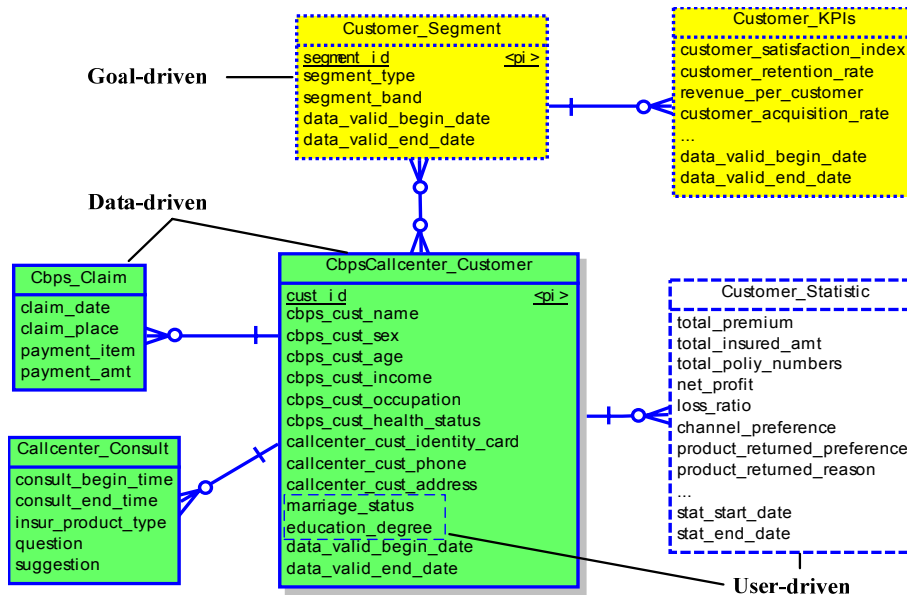 Customer_Segment
segment_id <pi>
segment_type
segment_band
data_valid_begin_date
data_valid_end_date
Customer_KPIs
customer_satisfaction_index
customer_retention_rate
revenue_per_customer
customer_acquisition_rate
...
data_valid_begin_date
data_valid_end_date
Goal-driven
Data-driven
Cbps_Claim
claim_date
claim_place
payment_item
payment_amt
CbpsCallcenter_Customer
cust_id <pi>
cbps_cust_name
cbps_cust_sex
cbps_cust_age
cbps_cust_income
cbps_cust_occupation
cbps_cust_health_status
callcenter_cust_identity_card
callcenter_cust_phone
callcenter_cust_address
marriage_status
education_degree
data_valid_begin_date
data_valid_end_date
Customer_Statistic
total_premium
total_insured_amt
total_poliy_numbers
net_profit
loss_ratio
channel_preference
product_returned_preference
product_returned_reason
...
stat_start_date
stat_end_date
Callcenter_Consult
consult_begin_time
consult_end_time
insur_product_type
question
suggestion
User-driven